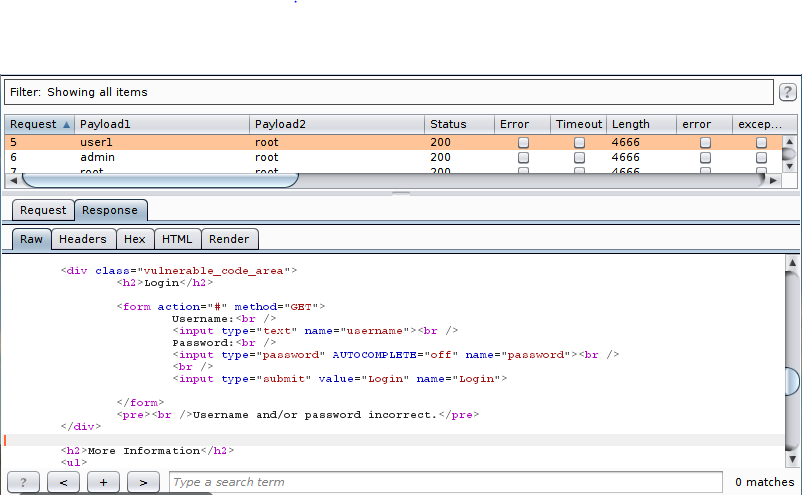 Filter: Showing all items
?
Request Payload1 Payload2 Status Error Timeout Length error excep...
5 user1 root 200 4666
6 admin root 200 4666
7 root root 200 4666
Request Response
Raw Headers Hex HTML Render
<div class="vulnerable_code_area">
<h2>Login</h2>
<form action="#" method="GET">
Username:<br />
<input type="text" name="username"><br />
Password:<br />
<input type="password" AUTOCOMPLETE="off" name="password"><br />
<br />
<input type="submit" value="Login" name="Login">
</form>
<pre><br />Username and/or password incorrect.</pre>
</div>
<h2>More Information</h2>
<ul>
? < + > Type a search term 0 matches